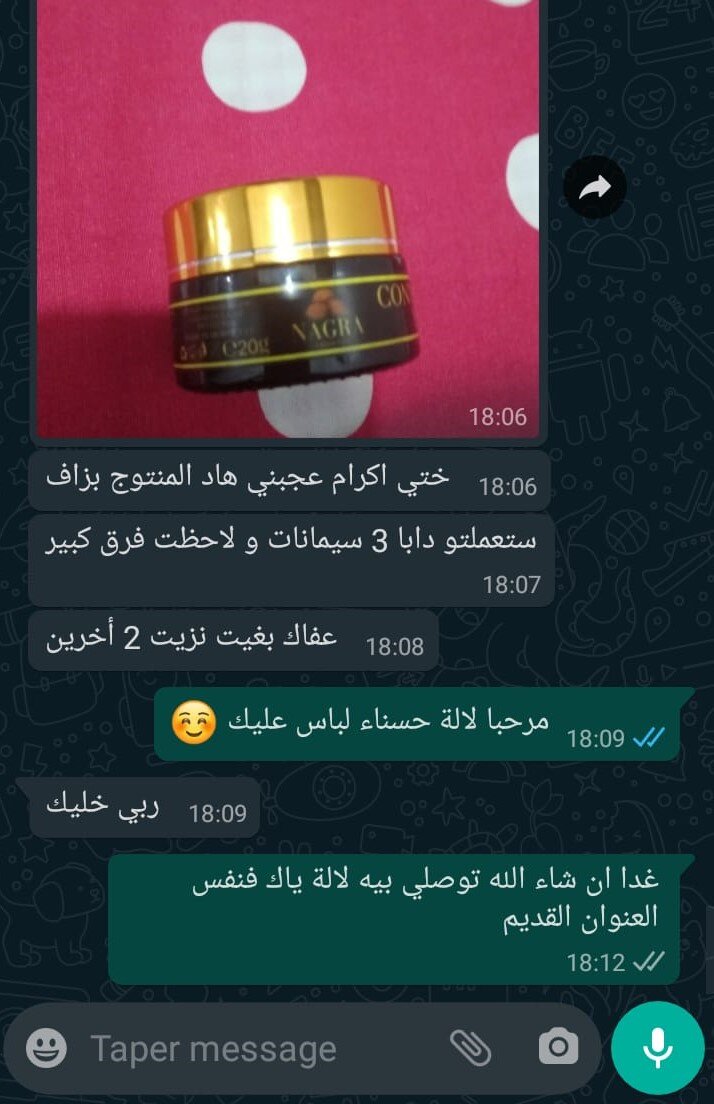 CON
NAGRA
e20g
18:06
ختي اكرام عجبني هاد المنتوج بزاف
18:06
ستعملتو دابا 3 سيمانات و لاحظت فرق كبير
18:07
عفاك بغيت نزيت 2 أخرين
18:08
مرحبا لالة حسناء لباس عليك ☺️
18:09
ربي خليك
18:09
غدا ان شاء الله توصلي بيه لالة ياك فنفس
العنوان القديم
18:12
Taper message